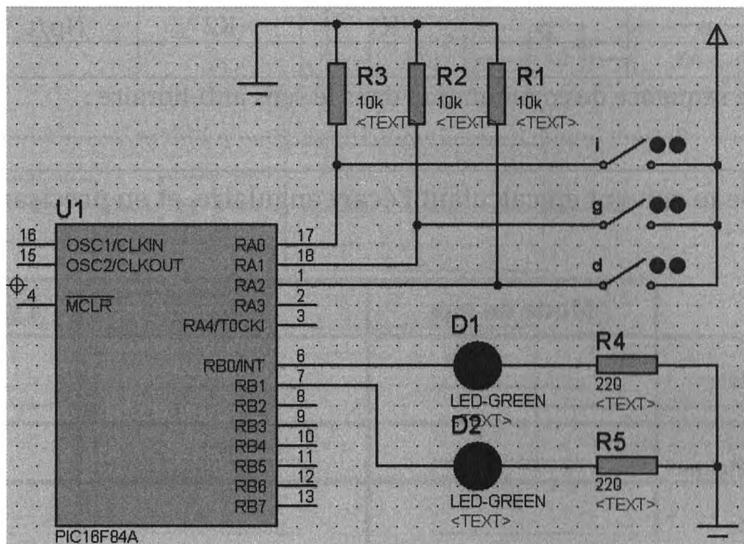 R3 R2 R1
10k 10k 10k
<TEXT> <TEXT> <TEXT>
i
g
d
U1
16 OSC1/CLKIN RA0 17
15 OSC2/CLKOUT RA1 18
RA2 1
4 MCLR RA3 2
RA4/T0CKI 3
RB0/INT 6
RB1 7
RB2 8
RB3 9
RB4 10
RB5 11
RB6 12
RB7 13
PIC16F84A
D1 R4
LED-GREEN 220
<TEXT> <TEXT>
D2 R5
LED-GREEN 220
<TEXT> <TEXT>